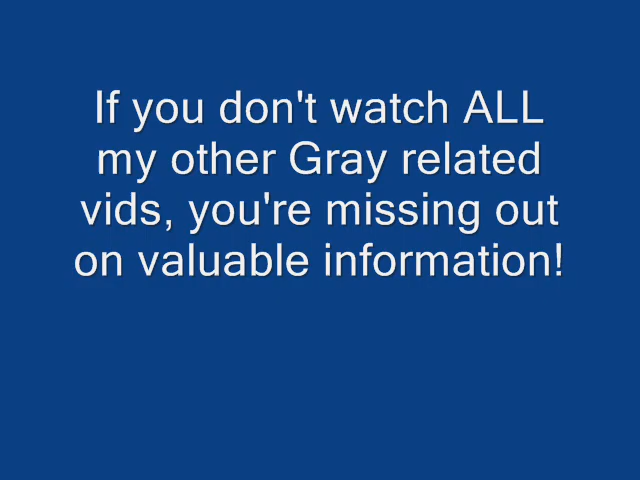 If you don't watch ALL
my other Gray related
vids, you're missing out
on valuable information!